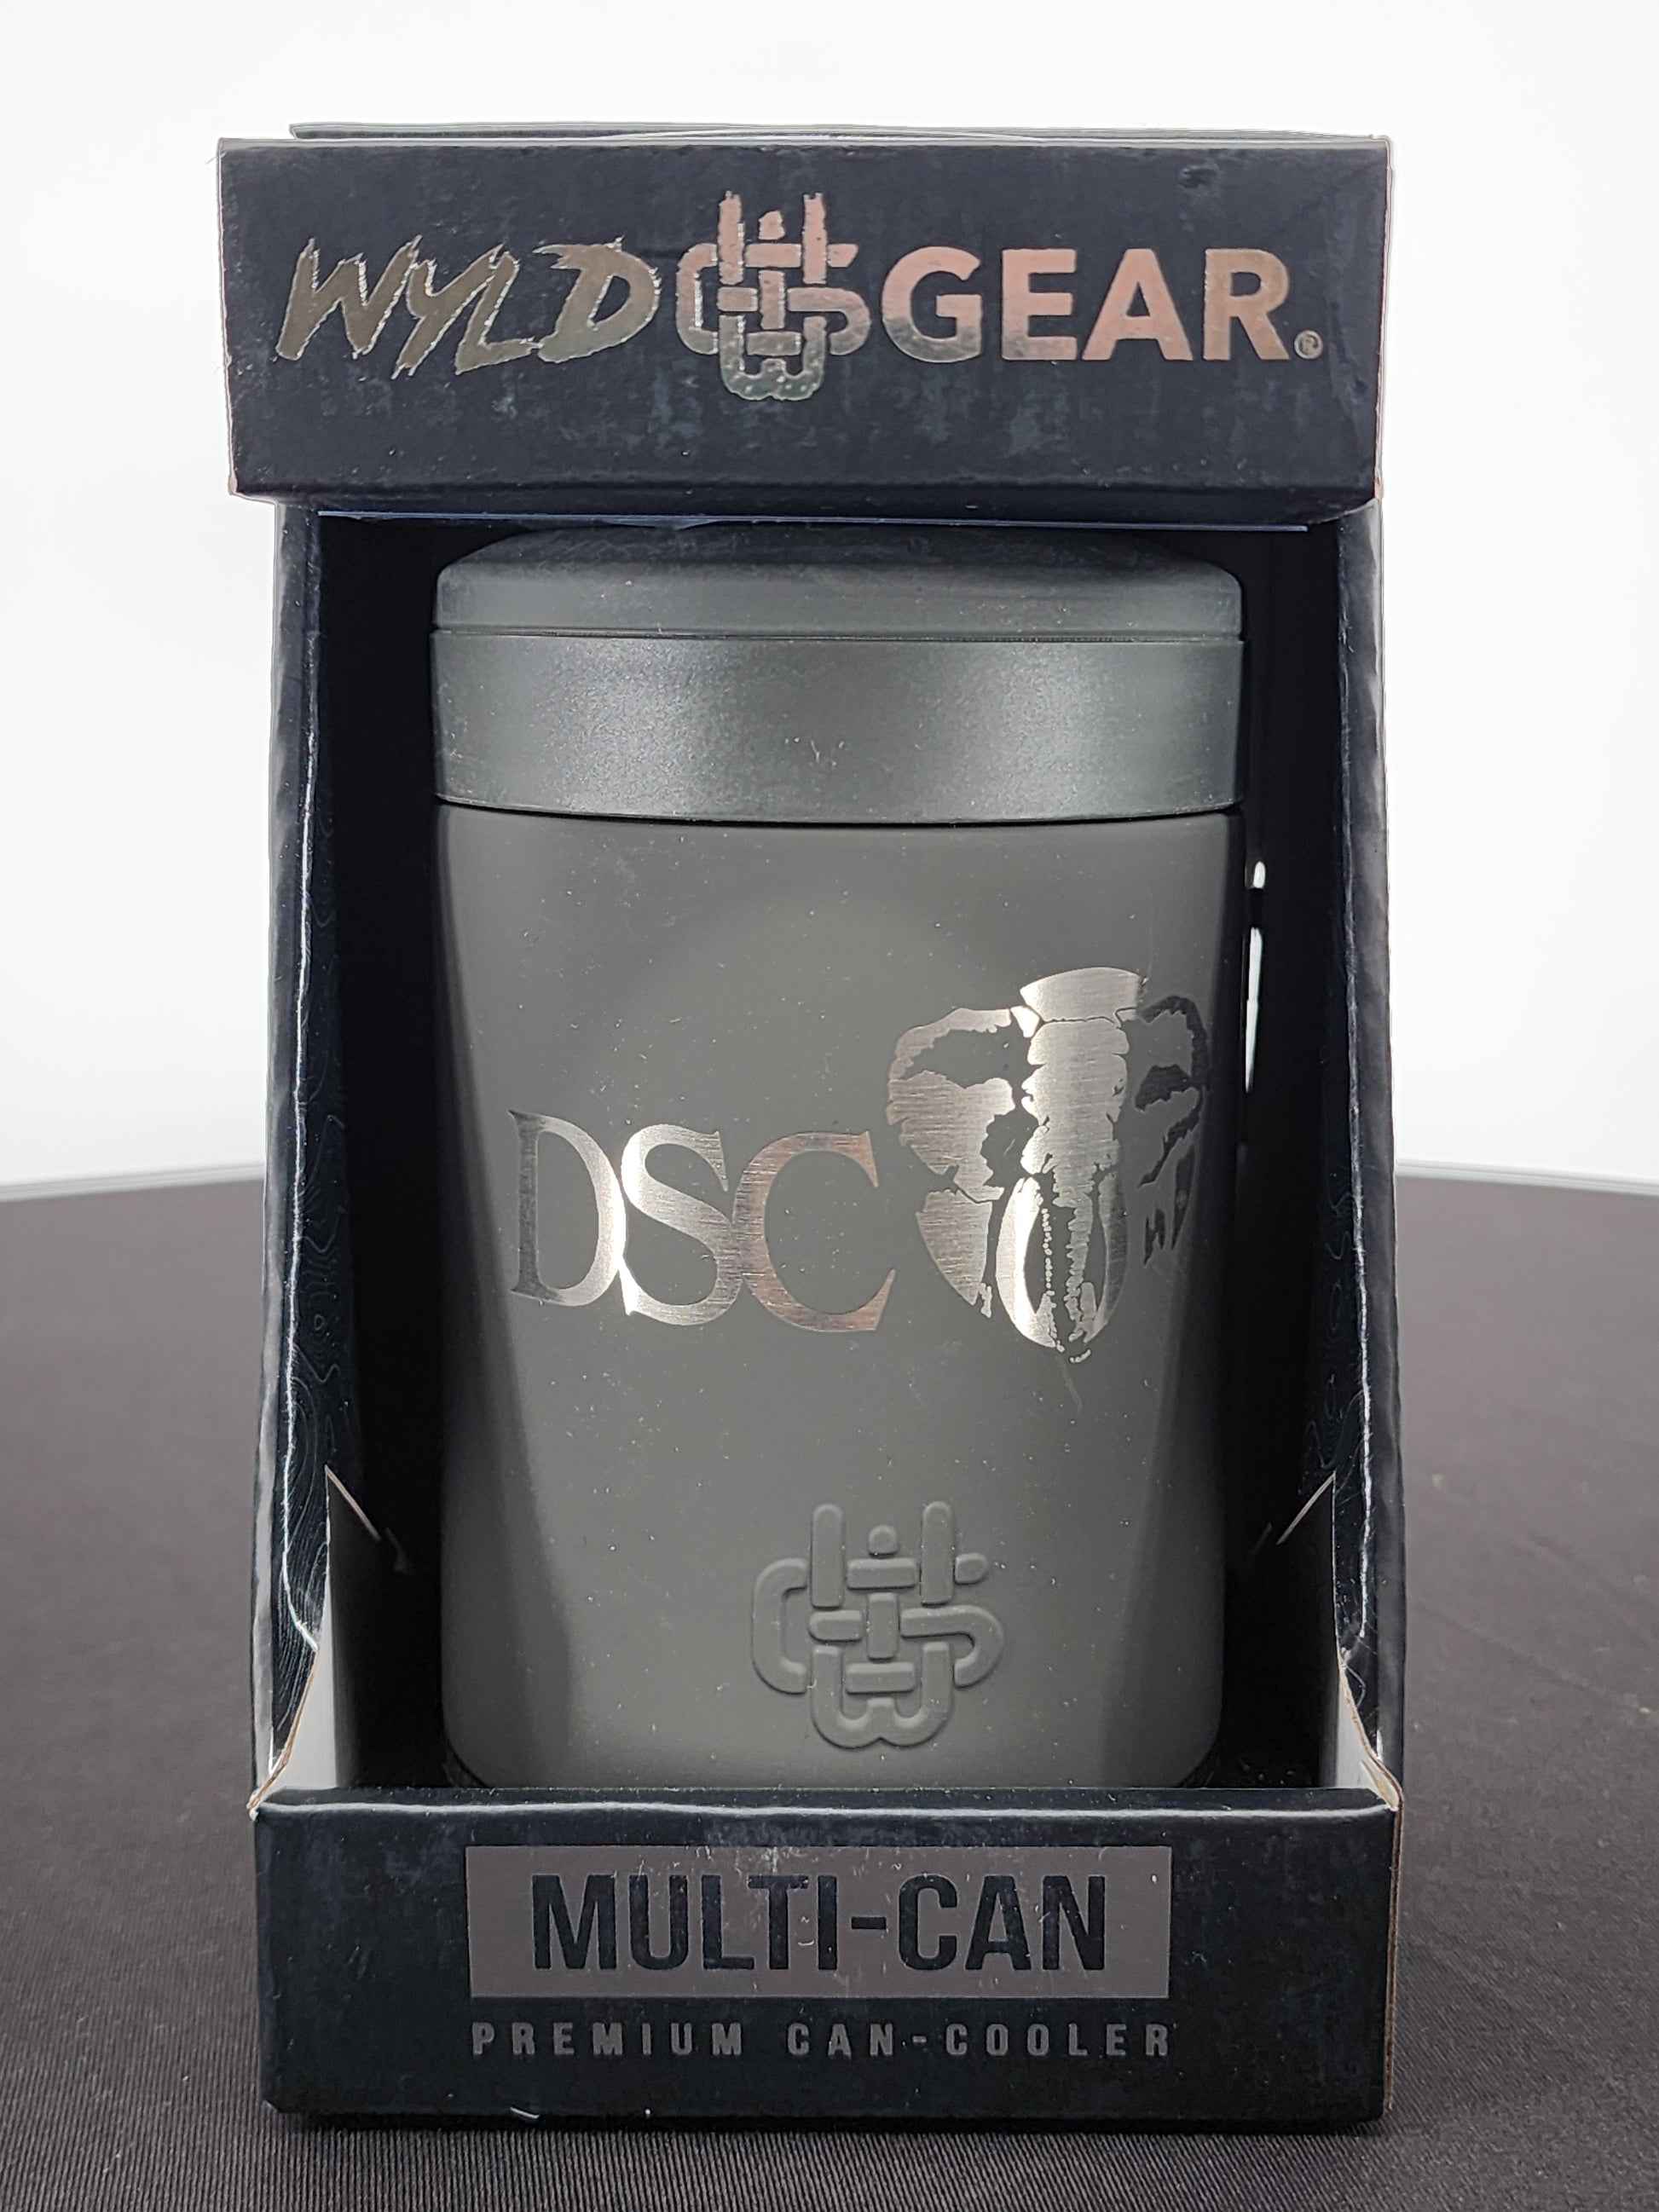 WYLD GEAR®
DSC
MULTI-CAN
PREMIUM CAN-COOLER